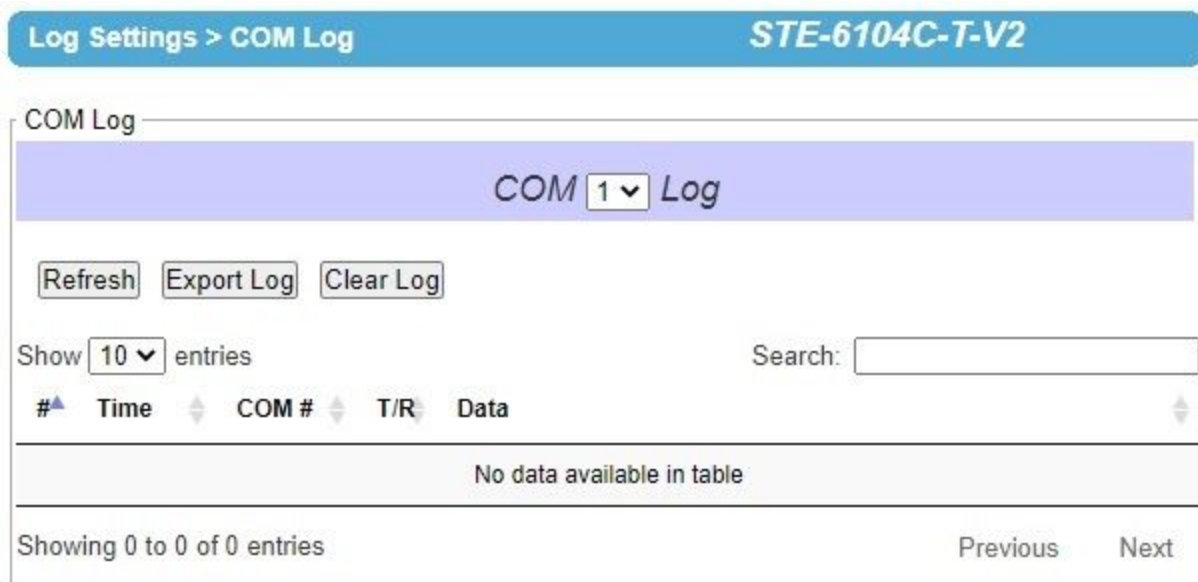 Log Settings > COM Log STE-6104C-T-V2
COM Log
COM 1 Log
Refresh Export Log Clear Log
Show 10 entries Search:
# Time COM # T/R Data
No data available in table
Showing 0 to 0 of 0 entries Previous Next